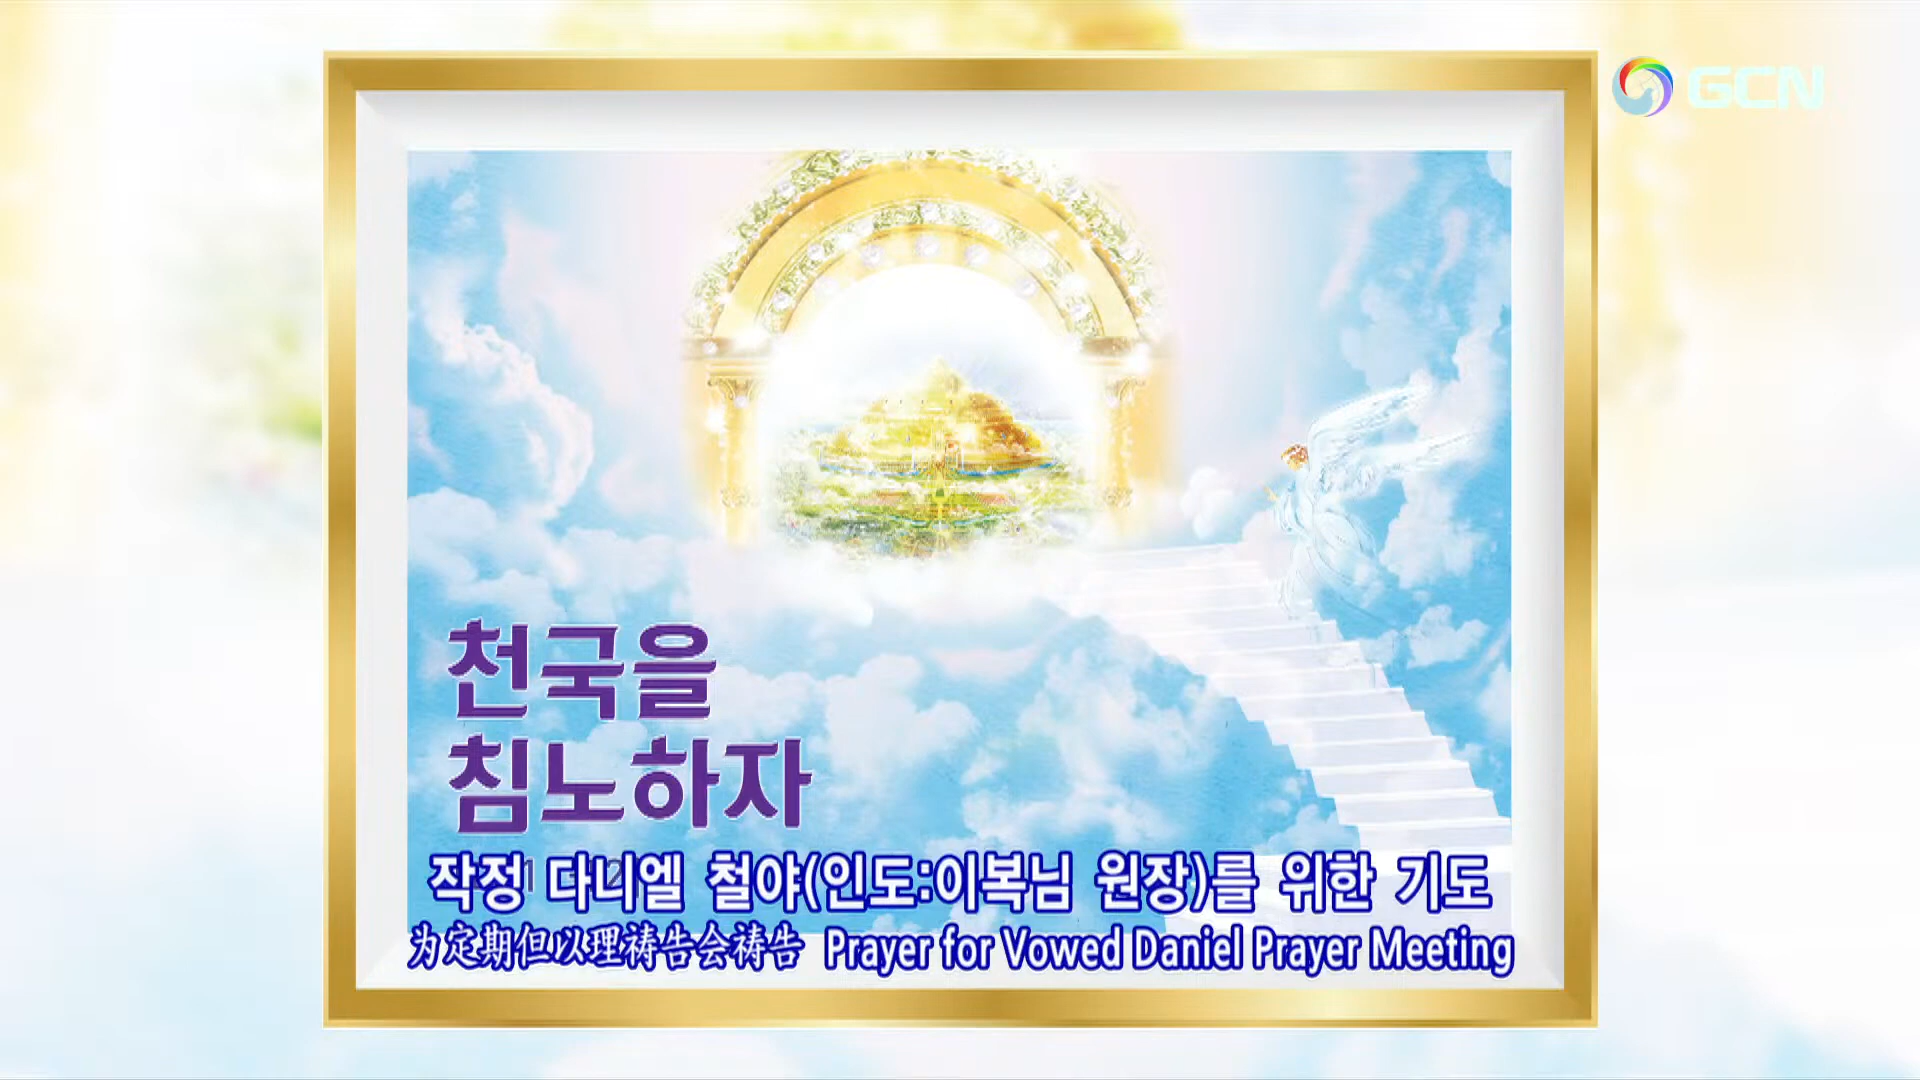 GCN
천국을
침노하자
작정 다니엘 철야(인도:이복님 원장)를 위한 기도
为定期但以理祷告会祷告 Prayer for Vowed Daniel Prayer Meeting